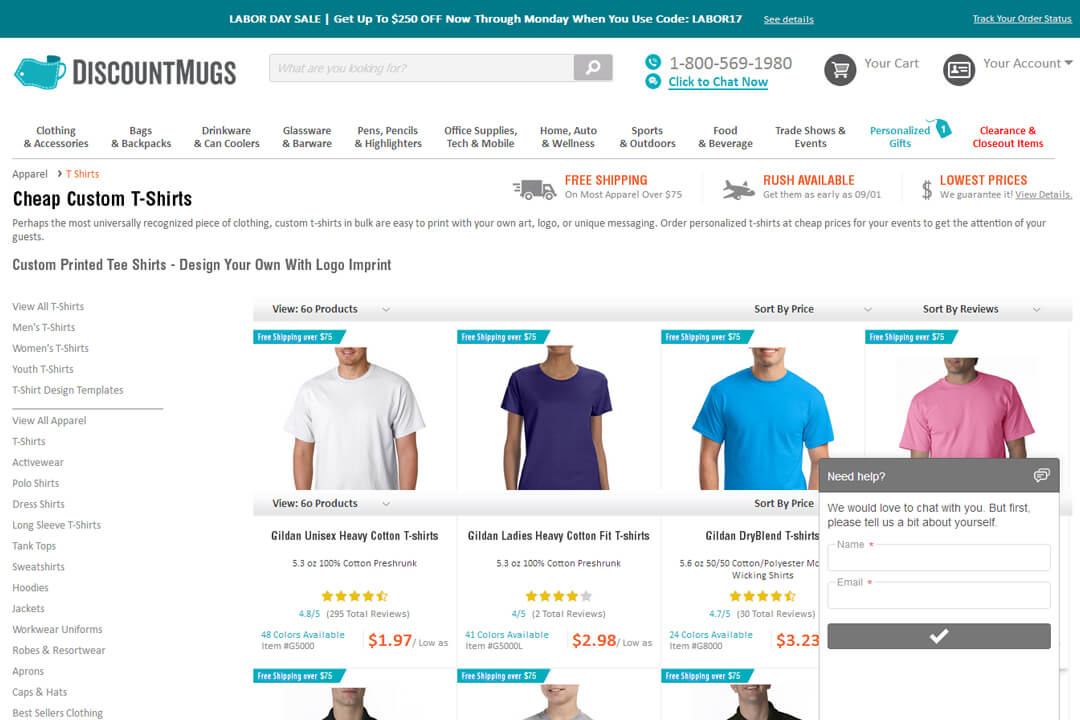 LABOR DAY SALE | Get Up To $250 OFF Now Through Monday When You Use Code: LABOR17 See details Track Your Order Status
DISCOUNTMUGS
What are you looking for?
1-800-569-1980
Click to Chat Now
Your Cart
Your Account
Clothing & Accessories
Bags & Backpacks
Drinkware & Can Coolers
Glassware & Barware
Pens, Pencils & Highlighters
Office Supplies, Tech & Mobile
Home, Auto & Wellness
Sports & Outdoors
Food & Beverage
Trade Shows & Events
Personalized Gifts
1
Clearance & Closeout Items
Apparel > T Shirts
Cheap Custom T-Shirts
FREE SHIPPING
On Most Apparel Over $75
RUSH AVAILABLE
Get them as early as 09/01
$
LOWEST PRICES
We guarantee it! View Details.
Perhaps the most universally recognized piece of clothing, custom t-shirts in bulk are easy to print with your own art, logo, or unique messaging. Order personalized t-shirts at cheap prices for your events to get the attention of your
guests.
Custom Printed Tee Shirts - Design Your Own With Logo Imprint
View All T-Shirts
Men's T-Shirts
Women's T-Shirts
Youth T-Shirts
T-Shirt Design Templates
View All Apparel
T-Shirts
Activewear
Polo Shirts
Dress Shirts
Long Sleeve T-Shirts
Tank Tops
Sweatshirts
Hoodies
Jackets
Workwear Uniforms
Robes & Resortwear
Aprons
Caps & Hats
Best Sellers Clothing
View: 60 Products Sort By Price Sort By Reviews
Free Shipping over $75
Free Shipping over $75
Free Shipping over $75
Free Shipping over $75
View: 60 Products Sort By Price
Gildan Unisex Heavy Cotton T-shirts
5.3 oz 100% Cotton Preshrunk
4.8/5 (295 Total Reviews)
48 Colors Available
Item #G5000
$1.97/ Low as
Gildan Ladies Heavy Cotton Fit T-shirts
5.3 oz 100% Cotton Preshrunk
4/5 (2 Total Reviews)
41 Colors Available
Item #G5000L
$2.98/ Low as
Gildan DryBlend T-shirts
5.6 oz 50/50 Cotton/Polyester Mo
Wicking Shirts
4.7/5 (30 Total Reviews)
24 Colors Available
Item #G8000
$3.23
Free Shipping over $75
Free Shipping over $75
Free Shipping over $75
Need help?
We would love to chat with you. But first,
please tell us a bit about yourself.
Name *
Email *